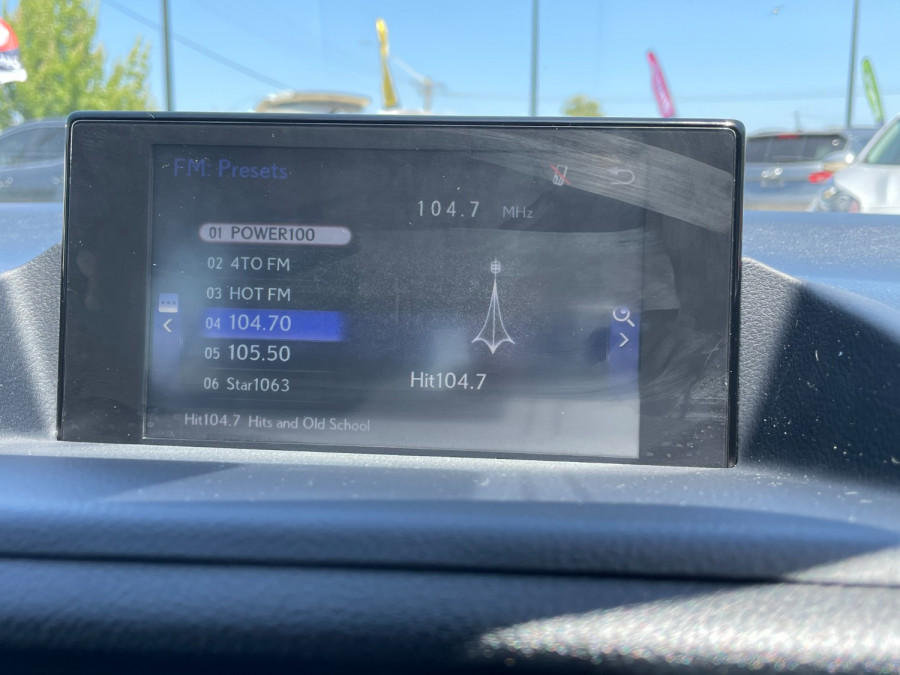 FM: Presets
104.7 MHz
01 POWER100
02 4TO FM
03 HOT FM
04 104.70
05 105.50
06 Star1063
Hit104.7
Hit104.7 Hits and Old School